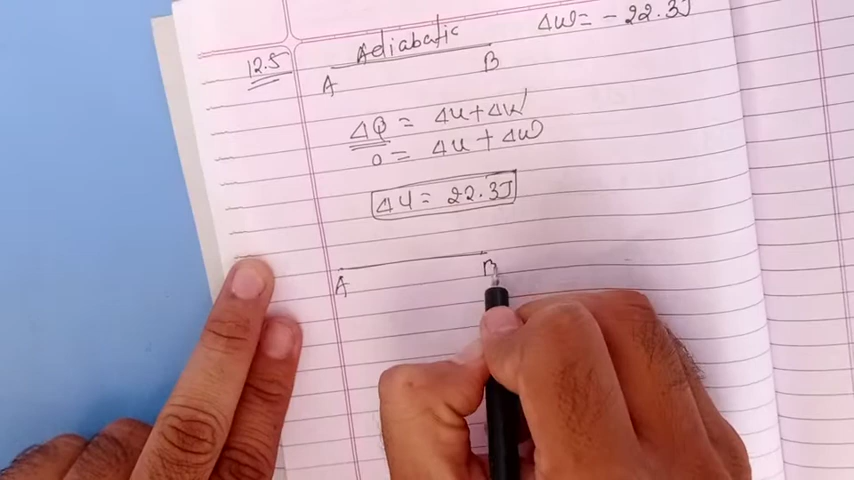 12.5 Adiabatic ΔW = -22.3J
A B
ΔQ = Δu + ΔW
0 = Δu + ΔW
ΔU = 22.3J
A B